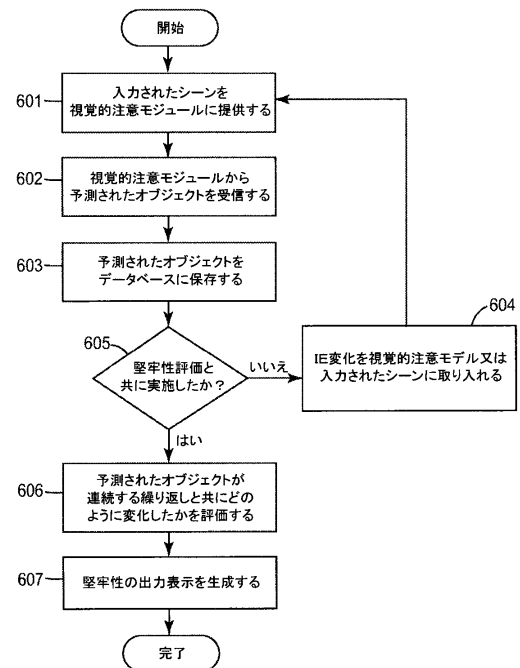 開始
601
入力されたシーンを
視覚的注意モジュールに提供する
602
視覚的注意モジュールから
予測されたオブジェクトを受信する
603
予測されたオブジェクトを
データベースに保存する
604
605
堅牢性評価と
共に実施したか?
いいえ
IE変化を視覚的注意モデル又は
入力されたシーンに取り入れる
はい
606
予測されたオブジェクトが
連続する繰り返しと共にどの
ように変化したかを評価する
607
堅牢性の出力表示を生成する
完了